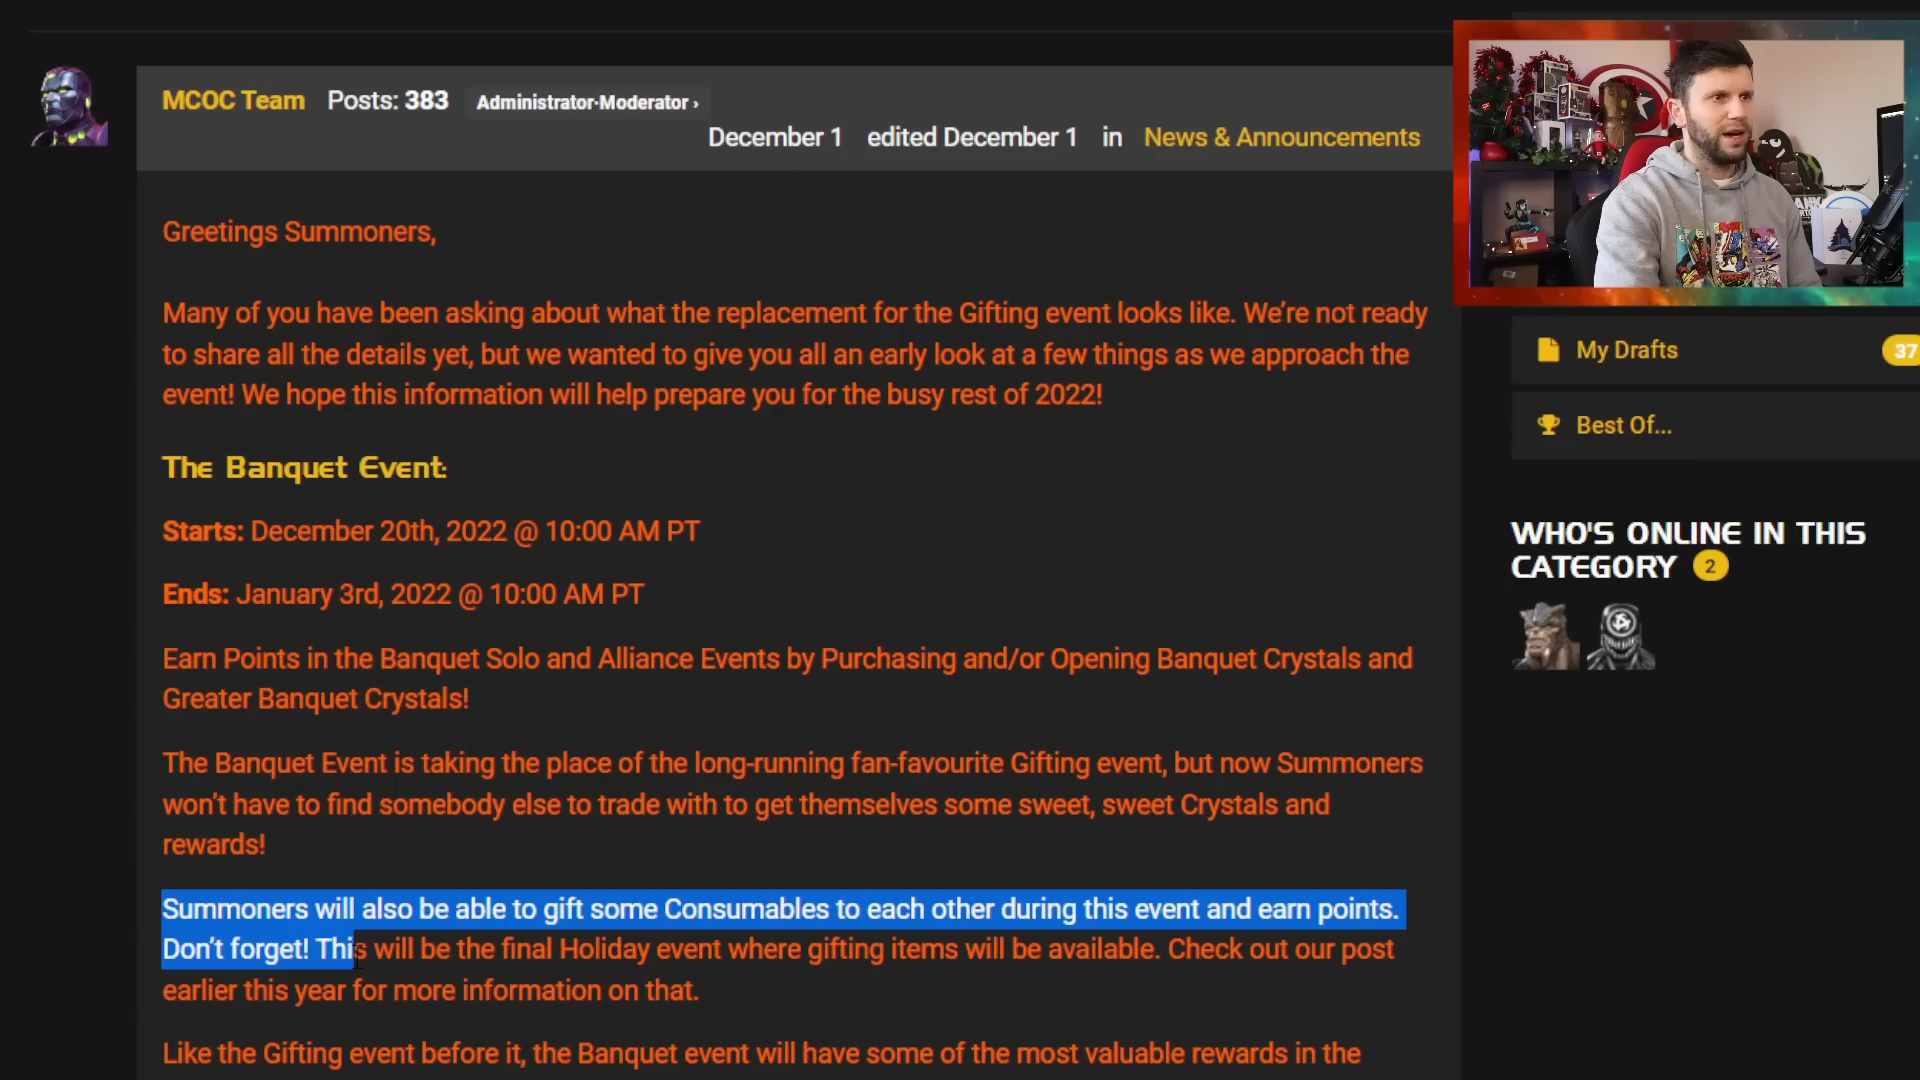 MCOC Team Posts: 383 Administrator·Moderator ›
December 1 edited December 1 in News & Announcements
Greetings Summoners,
Many of you have been asking about what the replacement for the Gifting event looks like. We’re not ready
to share all the details yet, but we wanted to give you all an early look at a few things as we approach the
event! We hope this information will help prepare you for the busy rest of 2022!
The Banquet Event:
Starts: December 20th, 2022 @ 10:00 AM PT
Ends: January 3rd, 2022 @ 10:00 AM PT
Earn Points in the Banquet Solo and Alliance Events by Purchasing and/or Opening Banquet Crystals and
Greater Banquet Crystals!
The Banquet Event is taking the place of the long-running fan-favourite Gifting event, but now Summoners
won’t have to find somebody else to trade with to get themselves some sweet, sweet Crystals and
rewards!
Summoners will also be able to gift some Consumables to each other during this event and earn points.
Don’t forget! This will be the final Holiday event where gifting items will be available. Check out our post
earlier this year for more information on that.
Like the Gifting event before it, the Banquet event will have some of the most valuable rewards in the
My Drafts 37
Best Of...
WHO'S ONLINE IN THIS
CATEGORY 2